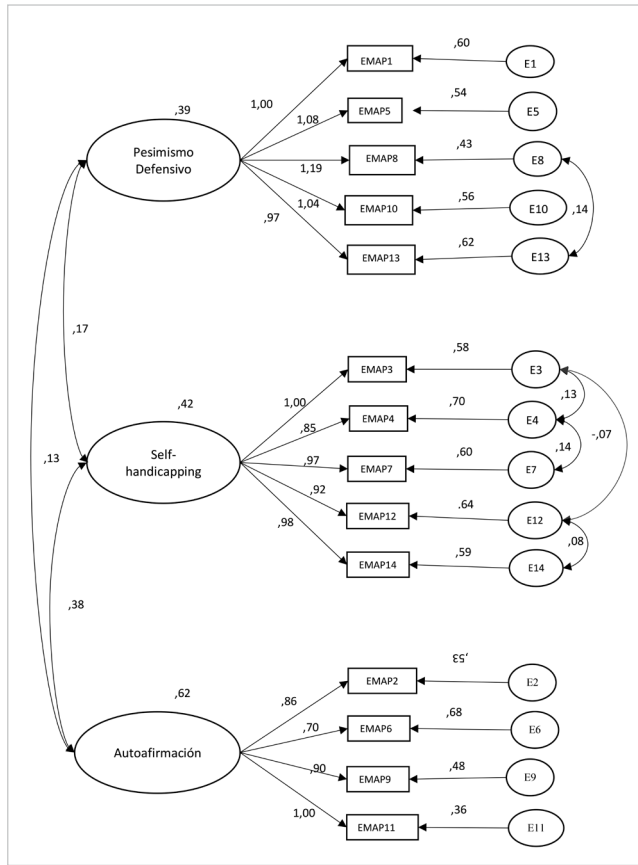 ,60
EMAP1
E1
,39
1,00
,54
EMAP5
E5
1,08
Pesimismo
Defensivo
,43
EMAP8
E8
1,19
,56
EMAP10
E10
1,04
,14
,97
,62
EMAP13
E13
,17
,58
EMAP3
E3
,42
1,00
,13
,70
EMAP4
E4
,85
-,07
Self-
handicapping
,60
EMAP7
E7
,97
,14
,13
,92
.64
EMAP12
E12
,98
,08
,59
EMAP14
E14
,38
,53
EMAP2
E2
,62
,86
,68
EMAP6
E6
,70
Autoafirmación
,48
EMAP9
E9
,90
,36
1,00
EMAP11
E11